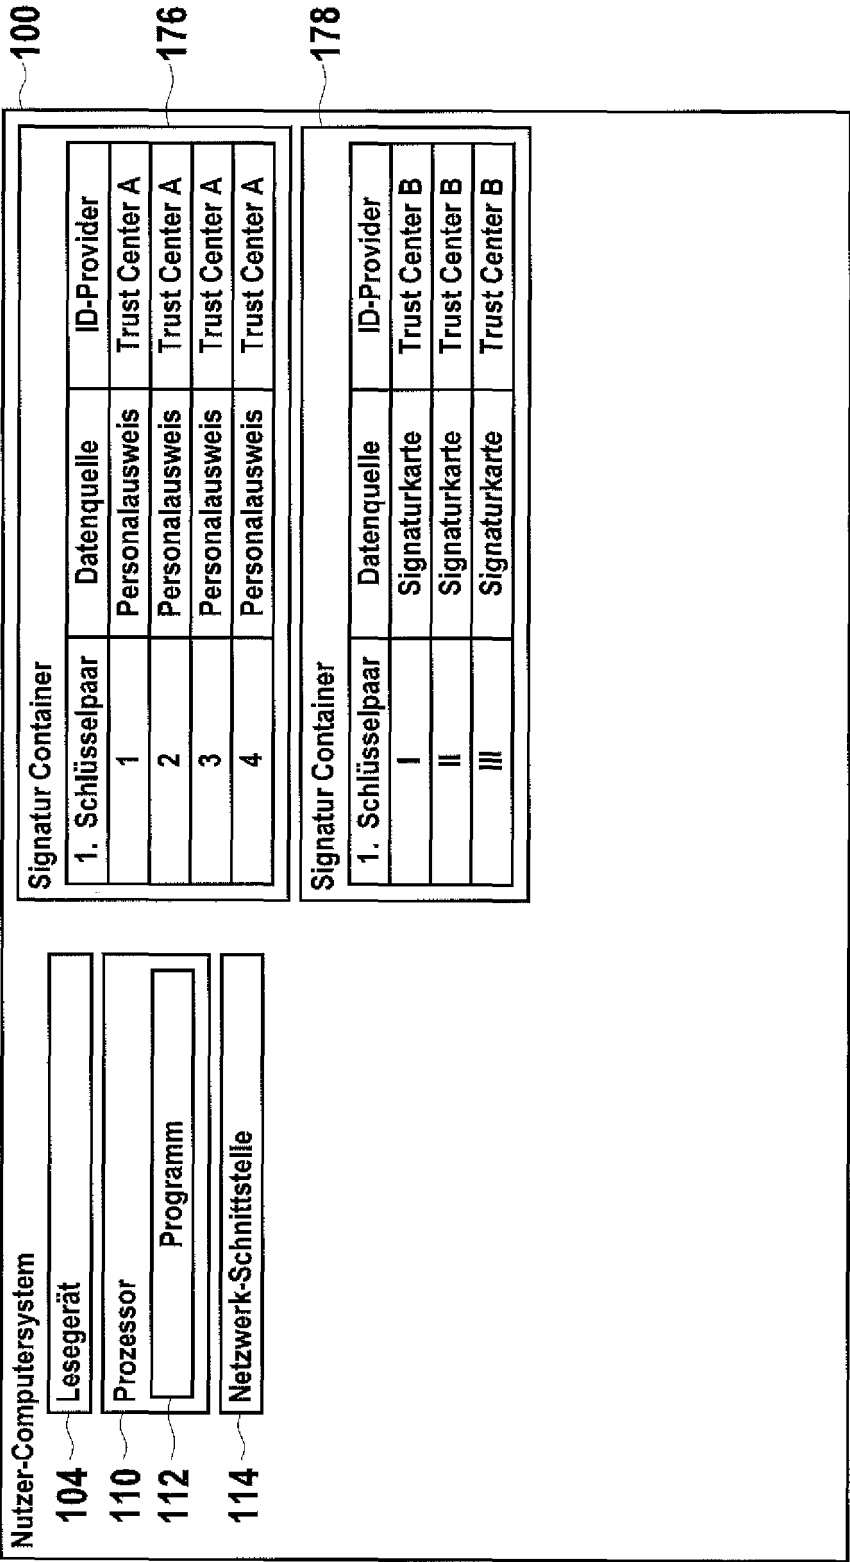 Nutzer-Computersystem
100
104
Lesegerät
110
Prozessor
112
Programm
114
Netzwerk-Schnittstelle
Signatur Container
176
1. Schlüsselpaar Datenquelle ID-Provider
1 Personalausweis Trust Center A
2 Personalausweis Trust Center A
3 Personalausweis Trust Center A
4 Personalausweis Trust Center A
Signatur Container
178
1. Schlüsselpaar Datenquelle ID-Provider
I Signaturkarte Trust Center B
II Signaturkarte Trust Center B
III Signaturkarte Trust Center B